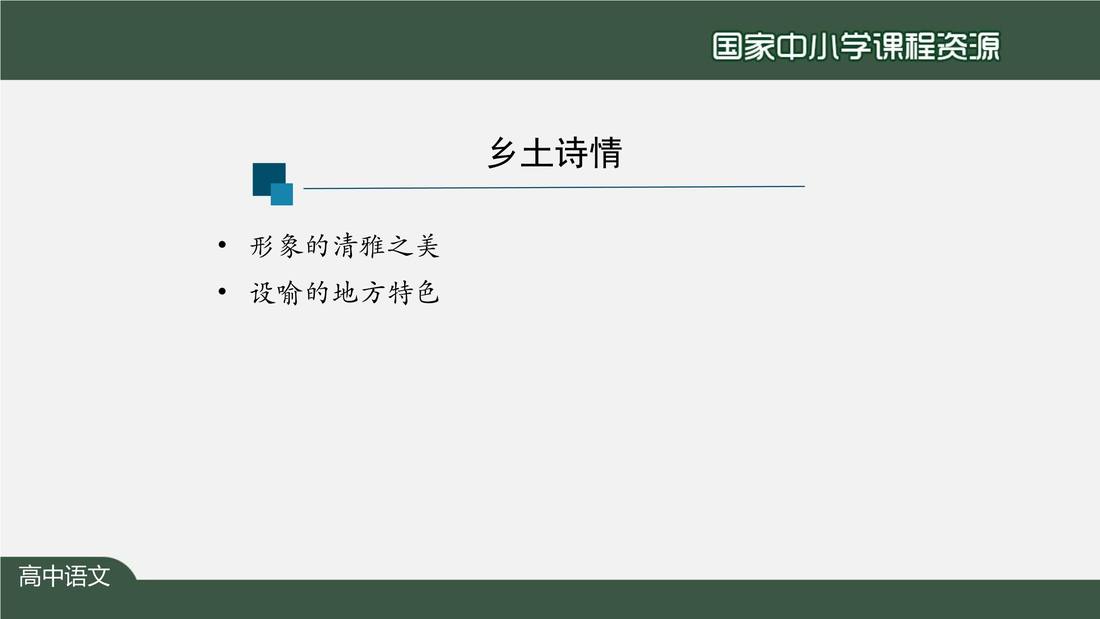 国家中小学课程资源
乡土诗情
• 形象的清雅之美
• 设喻的地方特色
高中语文